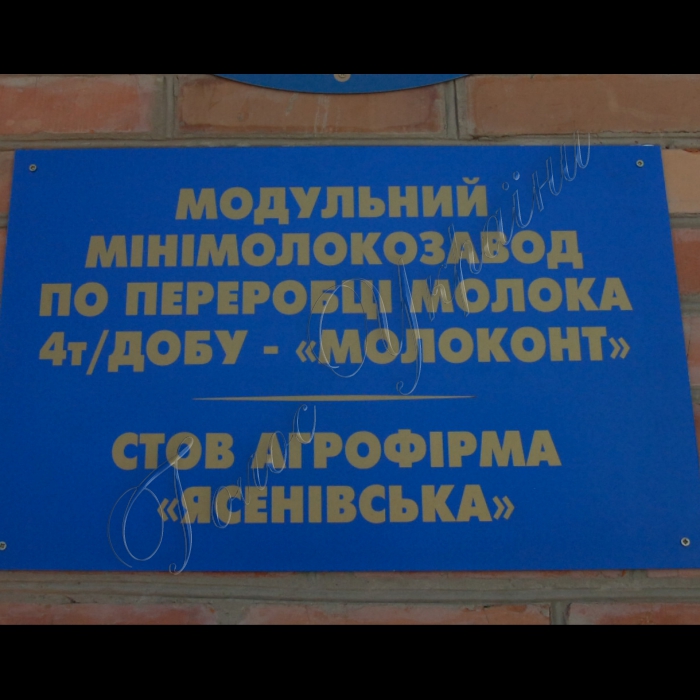 МОДУЛЬНИЙ
МІНІМОЛОКОЗАВОД
ПО ПЕРЕРОБЦІ МОЛОКА
4т/ДОБУ - «МОЛОКОНТ»
СТОВ АГРОФІРМА
«ЯСЕНІВСЬКА»
Голос України